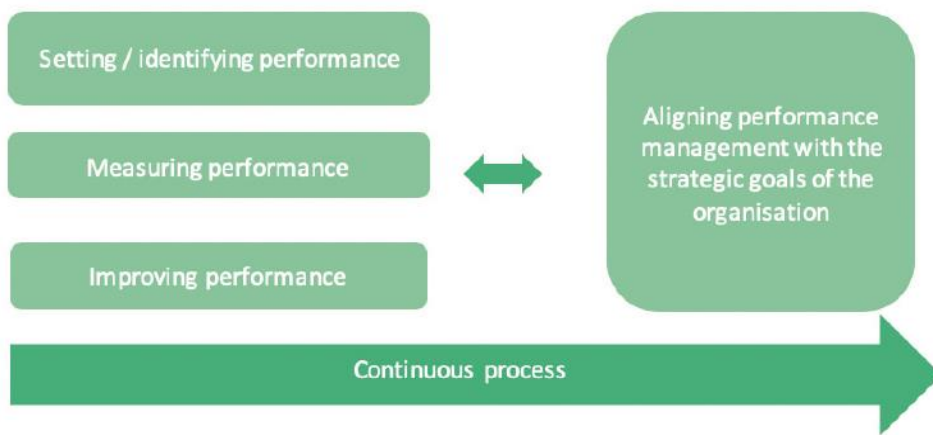 Setting / identifying performance
Measuring performance
Improving performance
Aligning performance
management with the
strategic goals of the
organisation
Continuous process